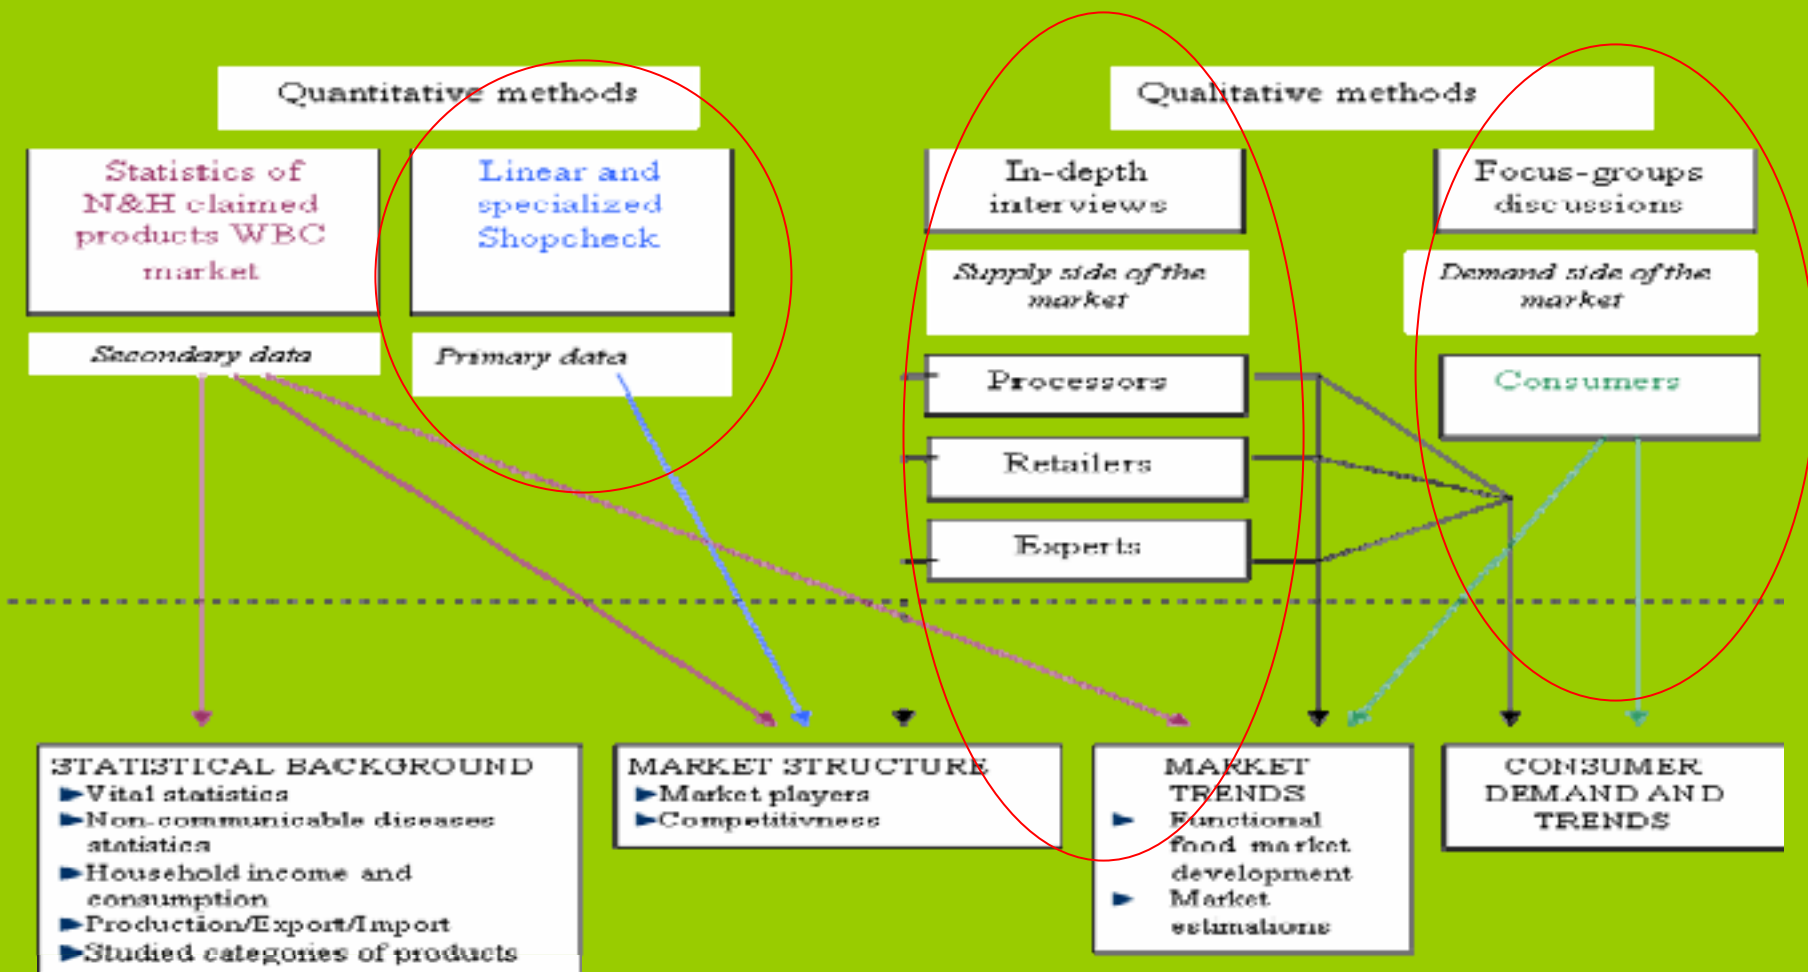 Quantitative methods
Qualitative methods
Statistics of
N&H claimed
products WBC
market
Linear and
specialized
Shopcheck
In-depth
interviews
Focus-groups
discussions
Supply side of the
market
Demand side of the
market
Secondary data
Primary data
Processors
Consumers
Retailers
Experts
STATISTICAL BACKGROUND
►Vital statistics
►Non-communicable diseases
statistics
►Household income and
consumption
►Production/Export/Import
►Studied categories of products
MARKET STRUCTURE
►Market players
►Competitivness
MARKET
TRENDS
► Functional
food market
development
► Market
estimations
CONSUMER
DEMAND AND
TRENDS